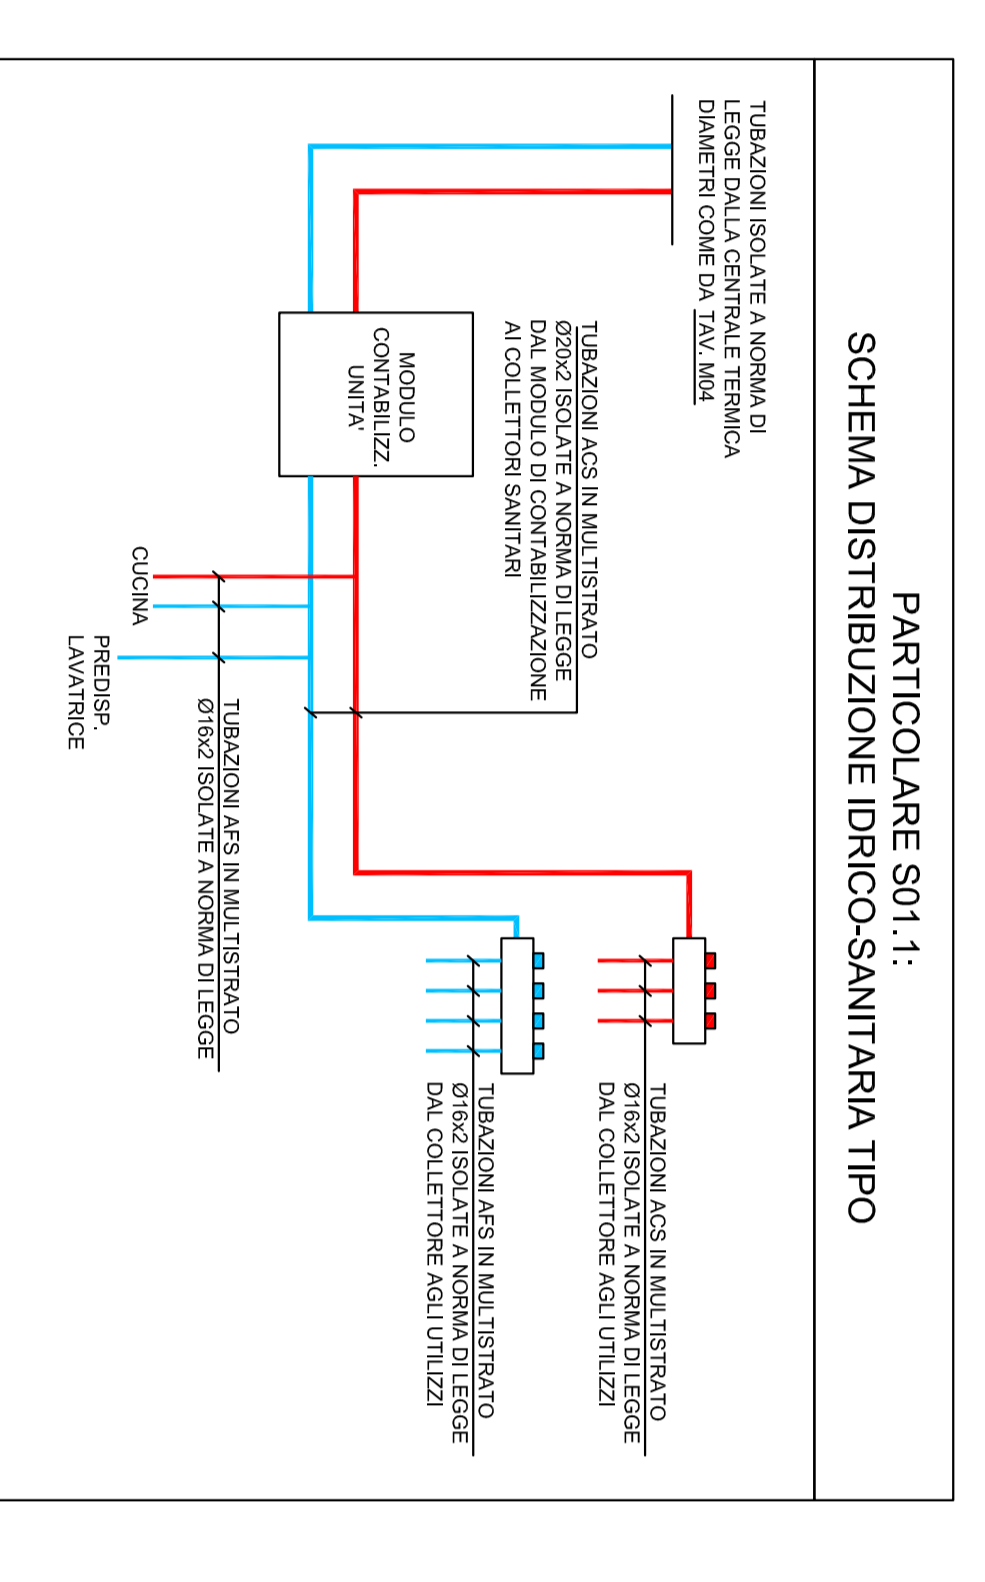 PARTICOLARE S01.1:
SCHEMA DISTRIBUZIONE IDRICO-SANITARIA TIPO
TUBAZIONI ISOLATE A NORMA DI
LEGGE DALLA CENTRALE TERMICA
DIAMETRI COME DA TAV. M04
TUBAZIONI ACS IN MULTISTRATO
Ø20x2 ISOLATE A NORMA DI LEGGE
DAL MODULO DI CONTABILIZZAZIONE
AI COLLETTORI SANITARI
MODULO
CONTABILIZZ.
UNITA'
TUBAZIONI ACS IN MULTISTRATO
Ø16x2 ISOLATE A NORMA DI LEGGE
DAL COLLETTORE AGLI UTILIZZI
TUBAZIONI AFS IN MULTISTRATO
Ø16x2 ISOLATE A NORMA DI LEGGE
DAL COLLETTORE AGLI UTILIZZI
TUBAZIONI AFS IN MULTISTRATO
Ø16x2 ISOLATE A NORMA DI LEGGE
CUCINA
PREDISP.
LAVATRICE